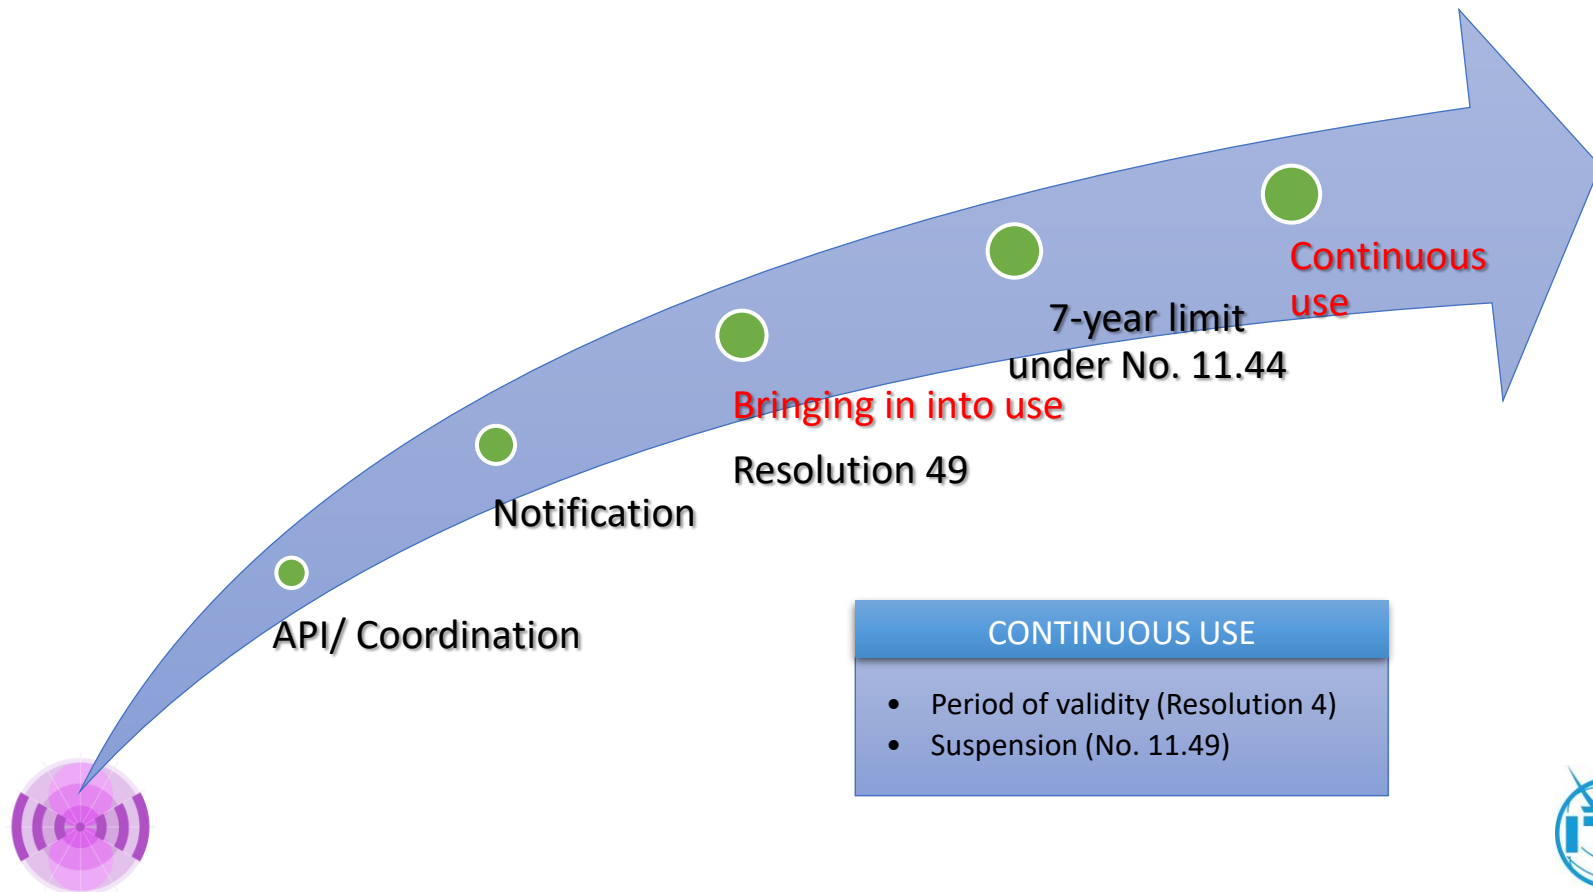 Continuous
use
7-year limit
under No. 11.44
Bringing in into use
Resolution 49
Notification
API/ Coordination
CONTINUOUS USE
• Period of validity (Resolution 4)
• Suspension (No. 11.49)